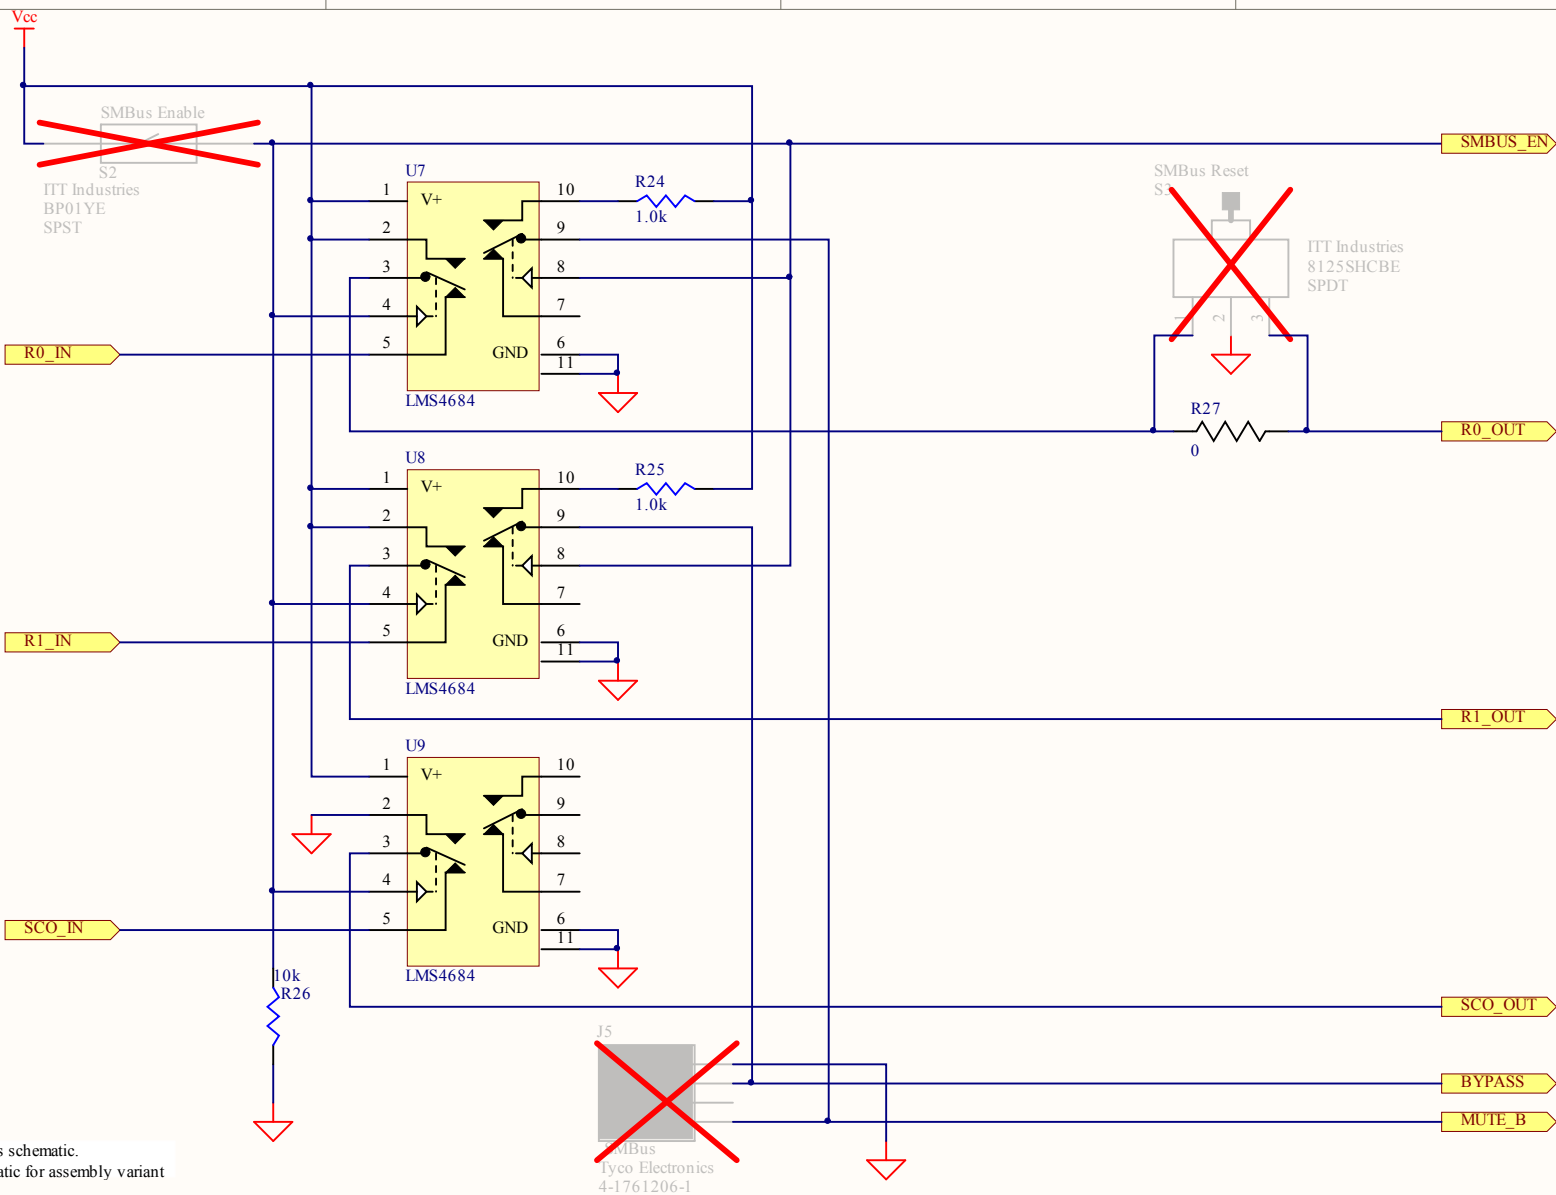 Vcc
SMBus Enable
S2
ITT Industries
BP01YE
SPST
SMBUS_EN
SMBus Reset
ITT Industries
8125SHCBE
SPDT
1
2
3
U7
1
2
3
4
5
V+
GND
10
9
8
7
6
11
LMS4684
R24
1.0k
R0_IN
R27
0
R0_OUT
U8
1
2
3
4
5
V+
GND
10
9
8
7
6
11
LMS4684
R25
1.0k
R1_IN
R1_OUT
U9
1
2
3
4
5
V+
GND
10
9
8
7
6
11
LMS4684
SCO_IN
10k
R26
SCO_OUT
J5
BYPASS
MUTE_B
SMBus
Tyco Electronics
4-1761206-1
s schematic.
atic for assembly variant